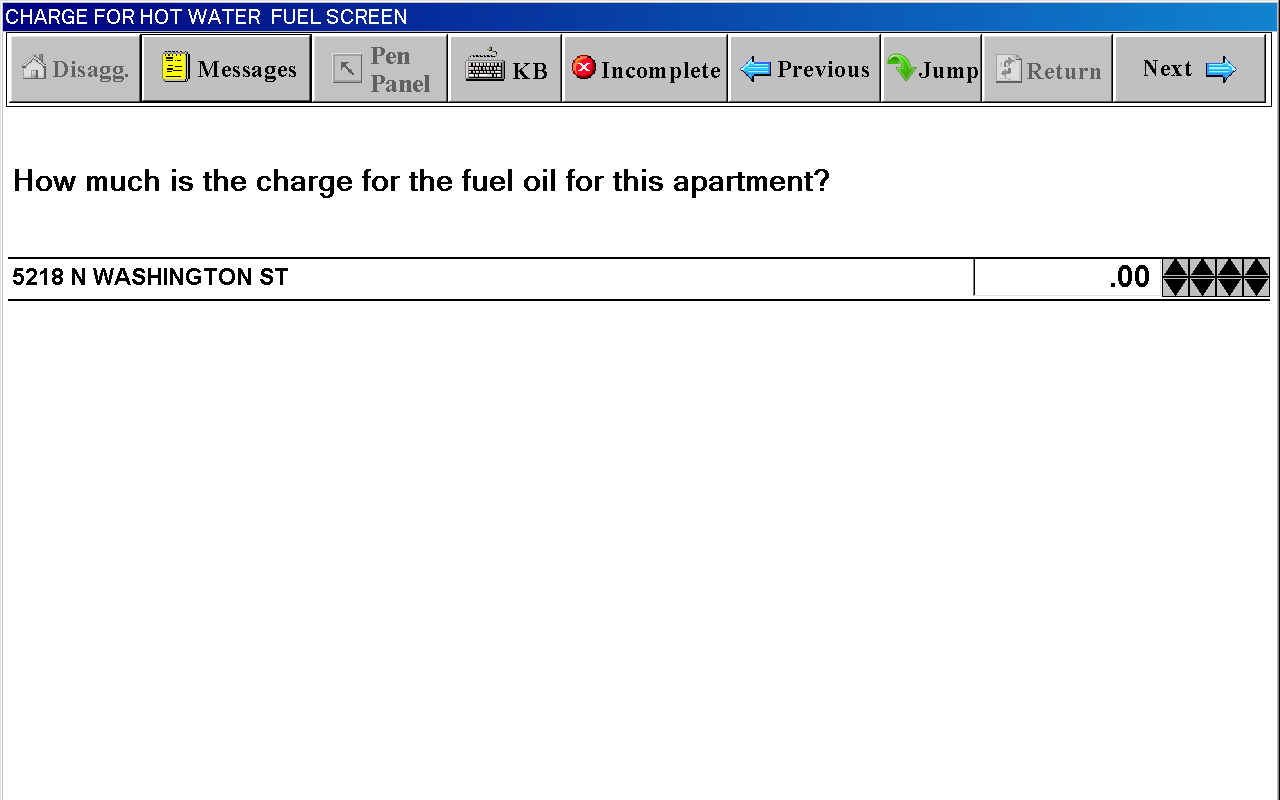 CHARGE FOR HOT WATER  FUEL SCREEN
Disagg. Messages Pen Panel KB Incomplete Previous Jump Return Next
How much is the charge for the fuel oil for this apartment?
5218 N WASHINGTON ST .00